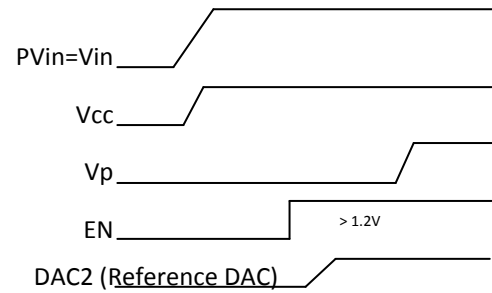 PVin=Vin
Vcc
Vp
EN
> 1.2V
DAC2 (Reference DAC)